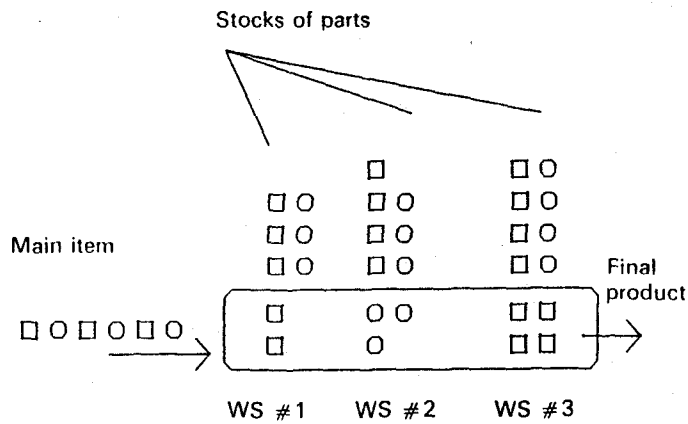 Stocks of parts
Main item
Final
product
WS #1 WS #2 WS #3